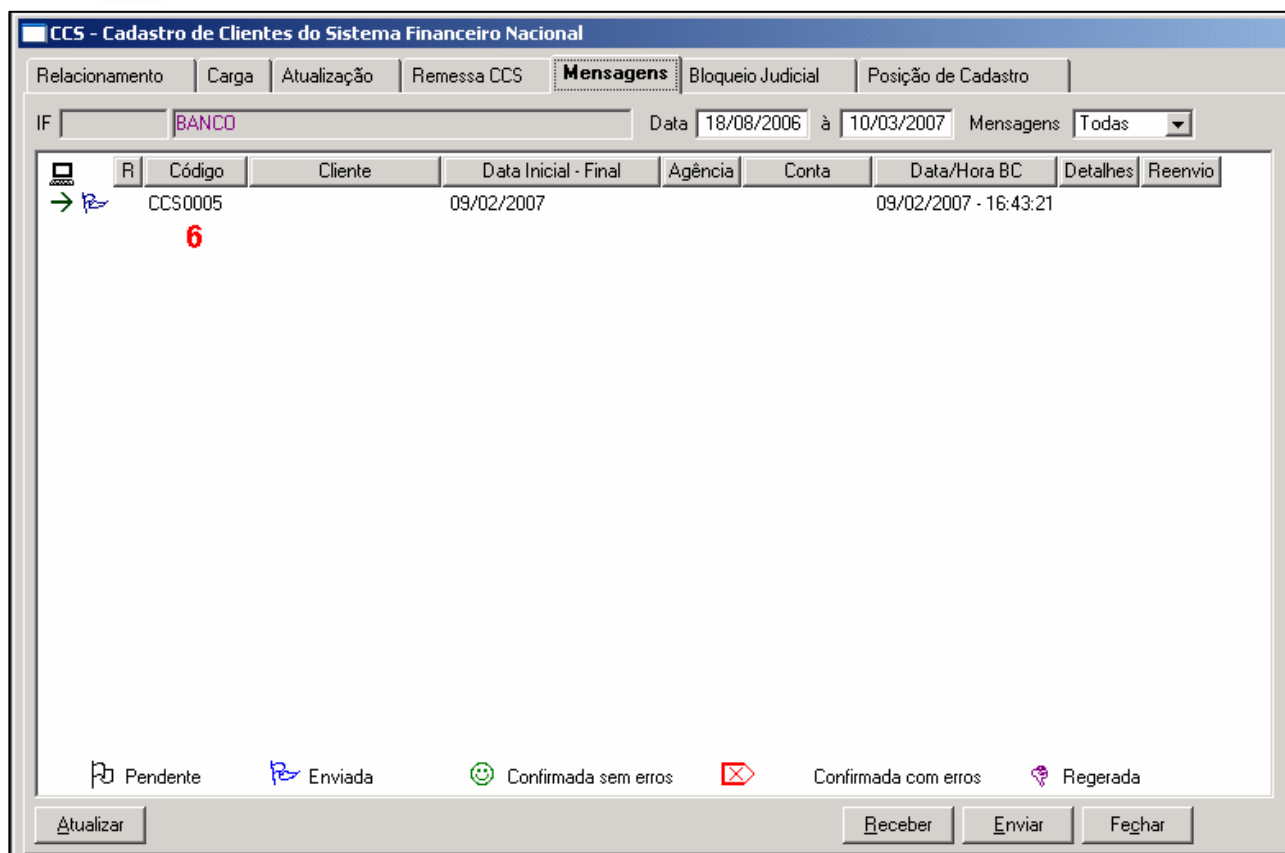 CCS - Cadastro de Clientes do Sistema Financeiro Nacional
Relacionamento Carga Atualização Remessa CCS Mensagens Bloqueio Judicial Posição de Cadastro
IF BANCO Data 18/08/2006 à 10/03/2007 Mensagens Todas
R Código Cliente Data Inicial - Final Agência Conta Data/Hora BC Detalhes Reenvio
CCS0005 09/02/2007 09/02/2007 - 16:43:21
6
Pendente Enviada Confirmada sem erros Confirmada com erros Regerada
Atualizar Receber Enviar Fechar